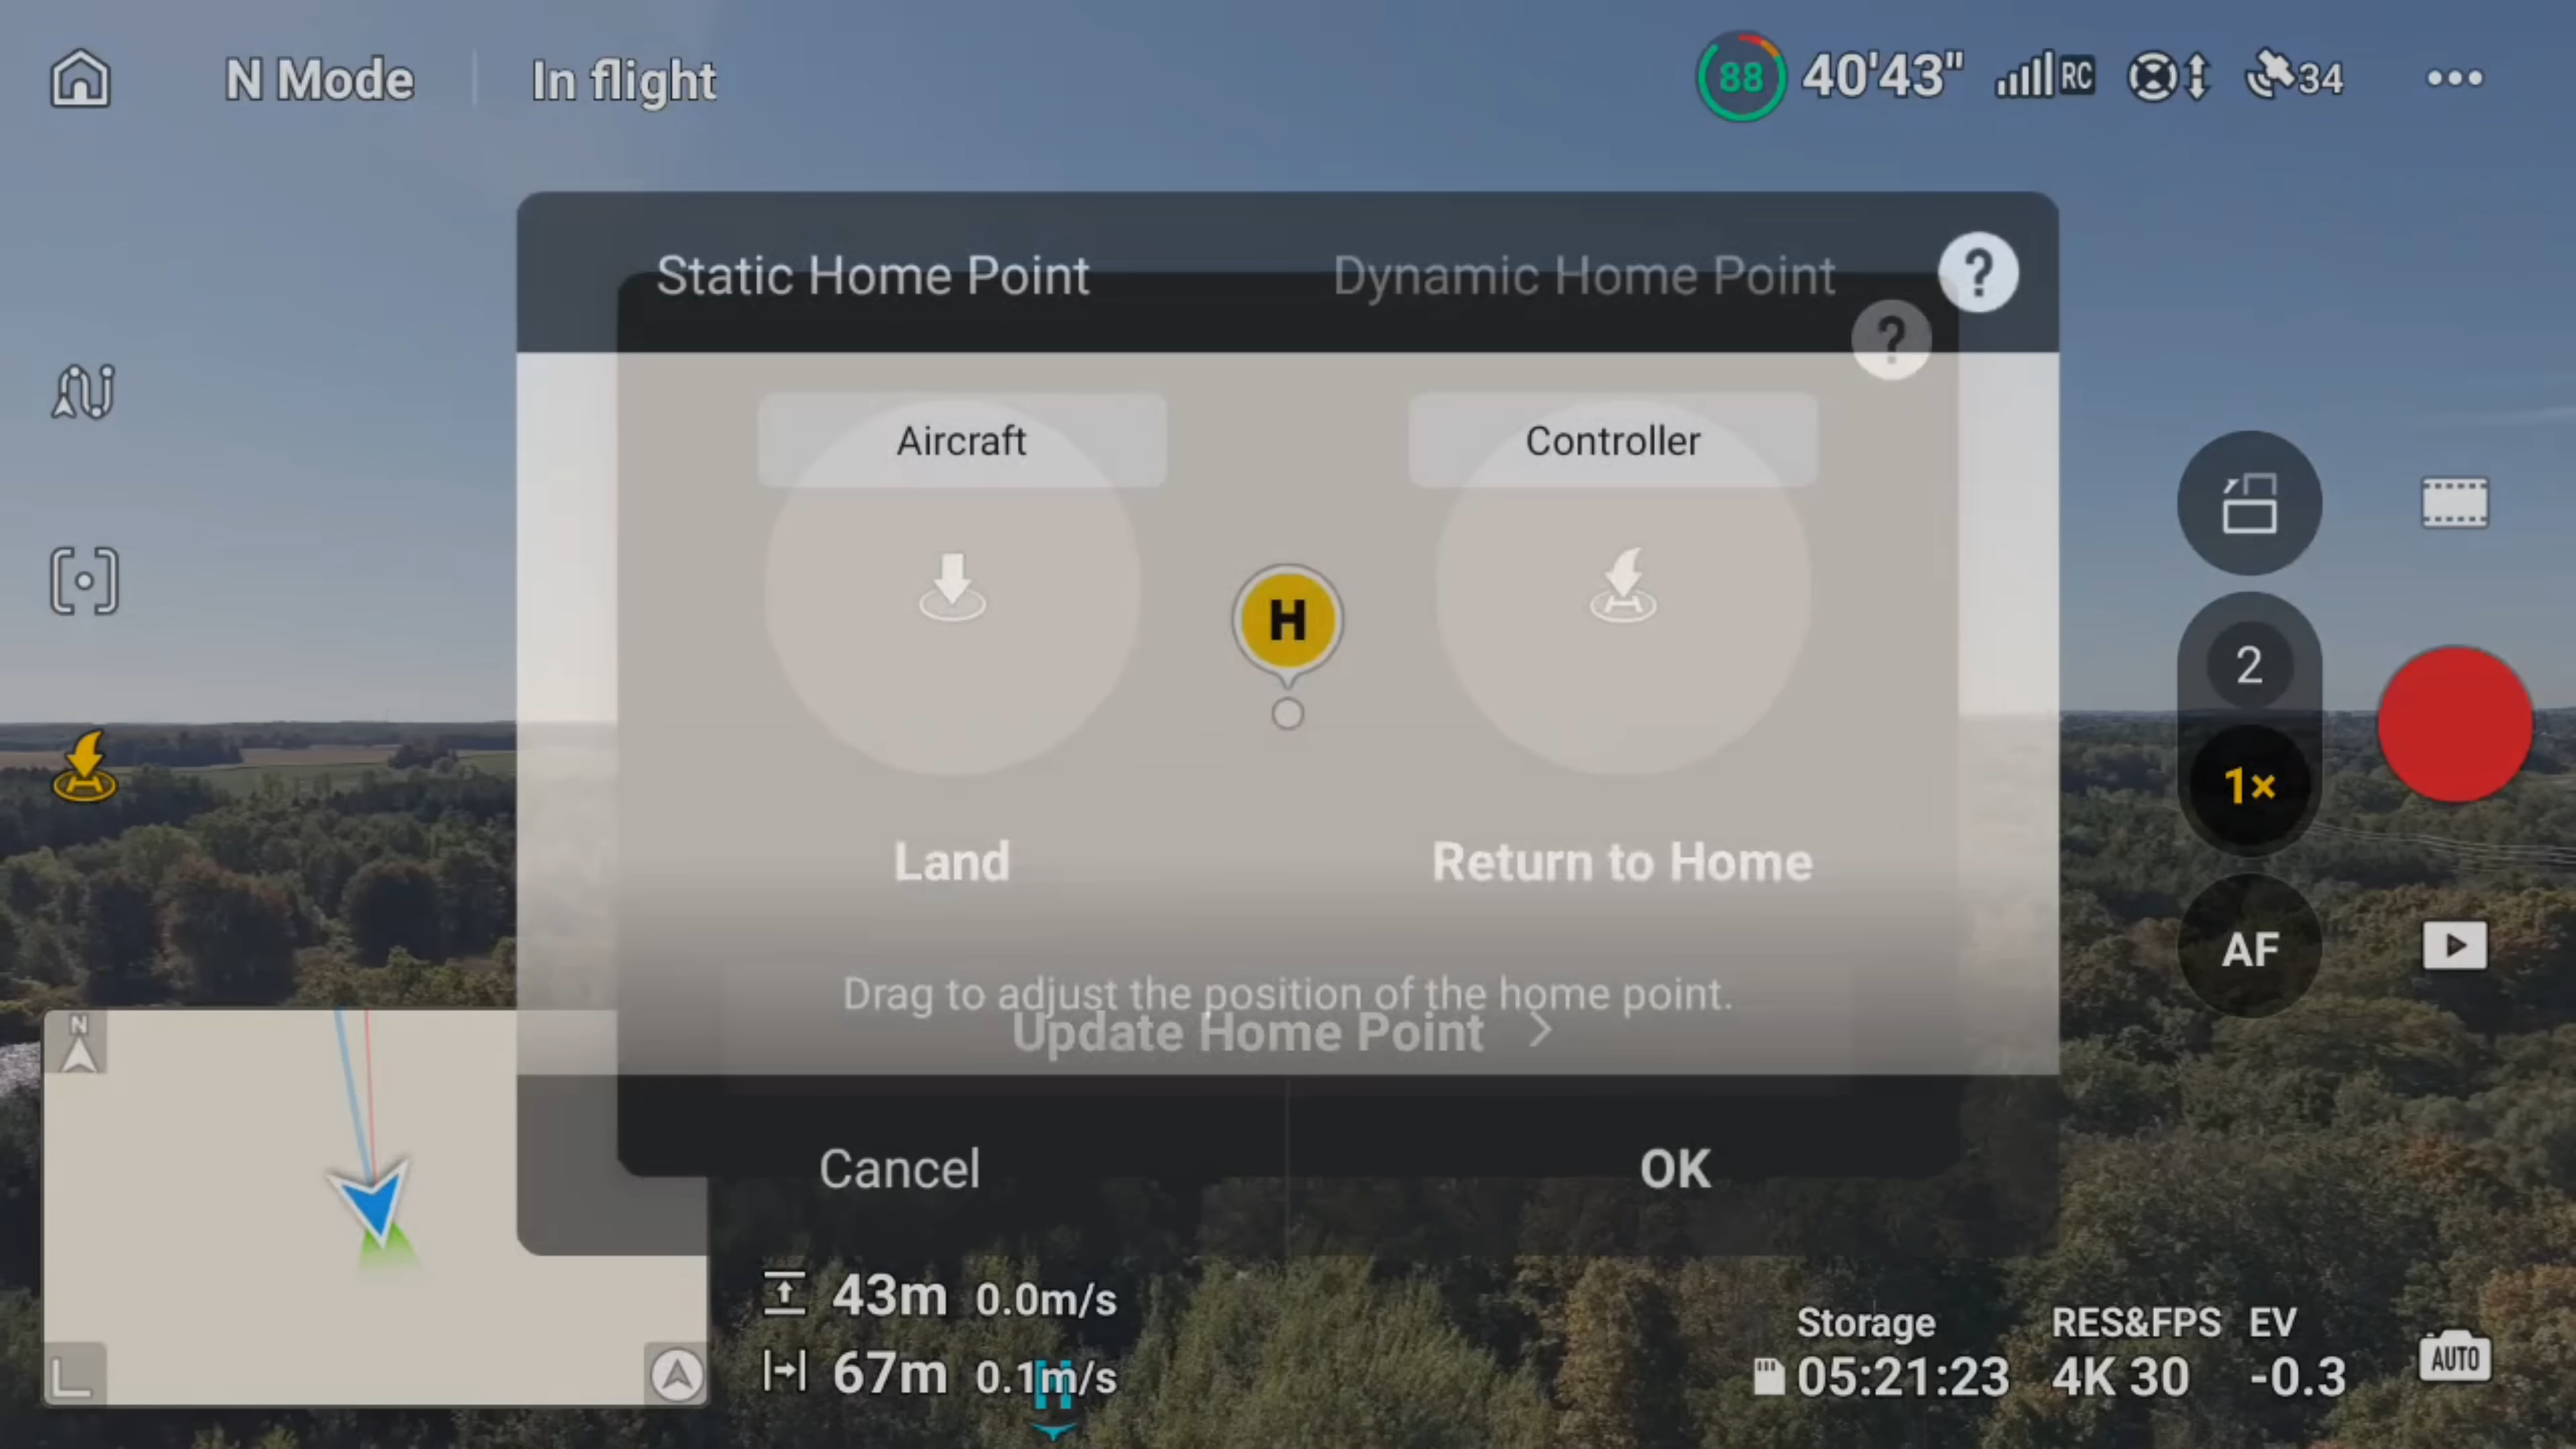 N Mode
In flight
88
40'43"
RC
34
Static Home Point
Dynamic Home Point
?
?
Aircraft
Controller
H
2
1×
Land
Return to Home
AF
Drag to adjust the position of the home point.
Update Home Point >
N
Cancel
OK
43m 0.0m/s
67m 0.1m/s
H
Storage
05:21:23
RES&FPS
4K 30
EV
-0.3
AUTO